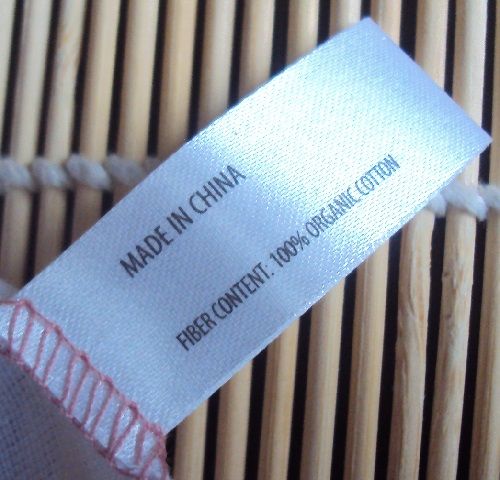 MADE IN CHINA
FIBER CONTENT: 100% ORGANIC COTTON